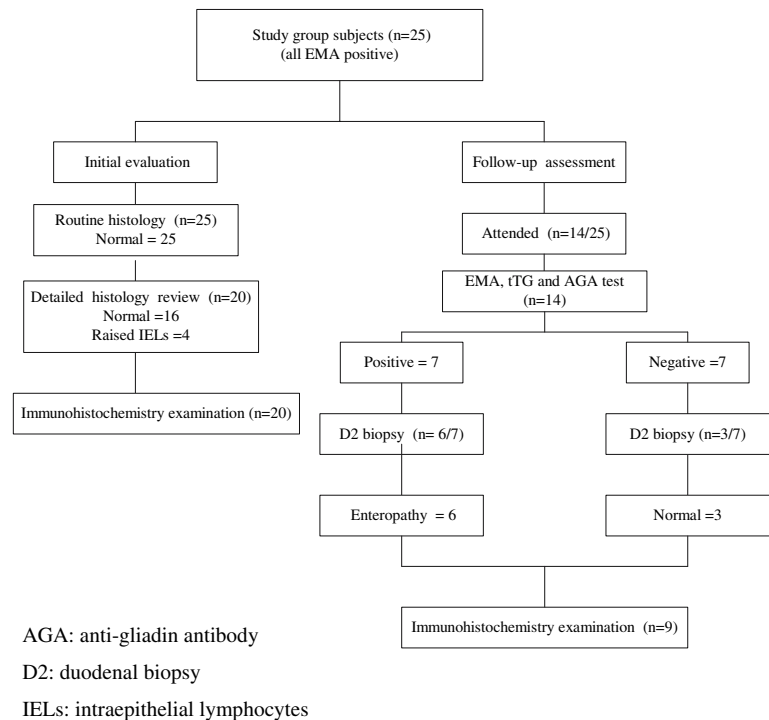 Study group subjects (n=25)
(all EMA positive)
Initial evaluation
Routine histology (n=25)
Normal = 25
Detailed histology review (n=20)
Normal =16
Raised IELs =4
Immunohistochemistry examination (n=20)
Follow-up assessment
Attended (n=14/25)
EMA, tTG and AGA test
(n=14)
Positive = 7
Negative =7
D2 biopsy (n= 6/7)
D2 biopsy (n=3/7)
Enteropathy = 6
Normal =3
Immunohistochemistry examination (n=9)
AGA: anti-gliadin antibody
D2: duodenal biopsy
IELs: intraepithelial lymphocytes